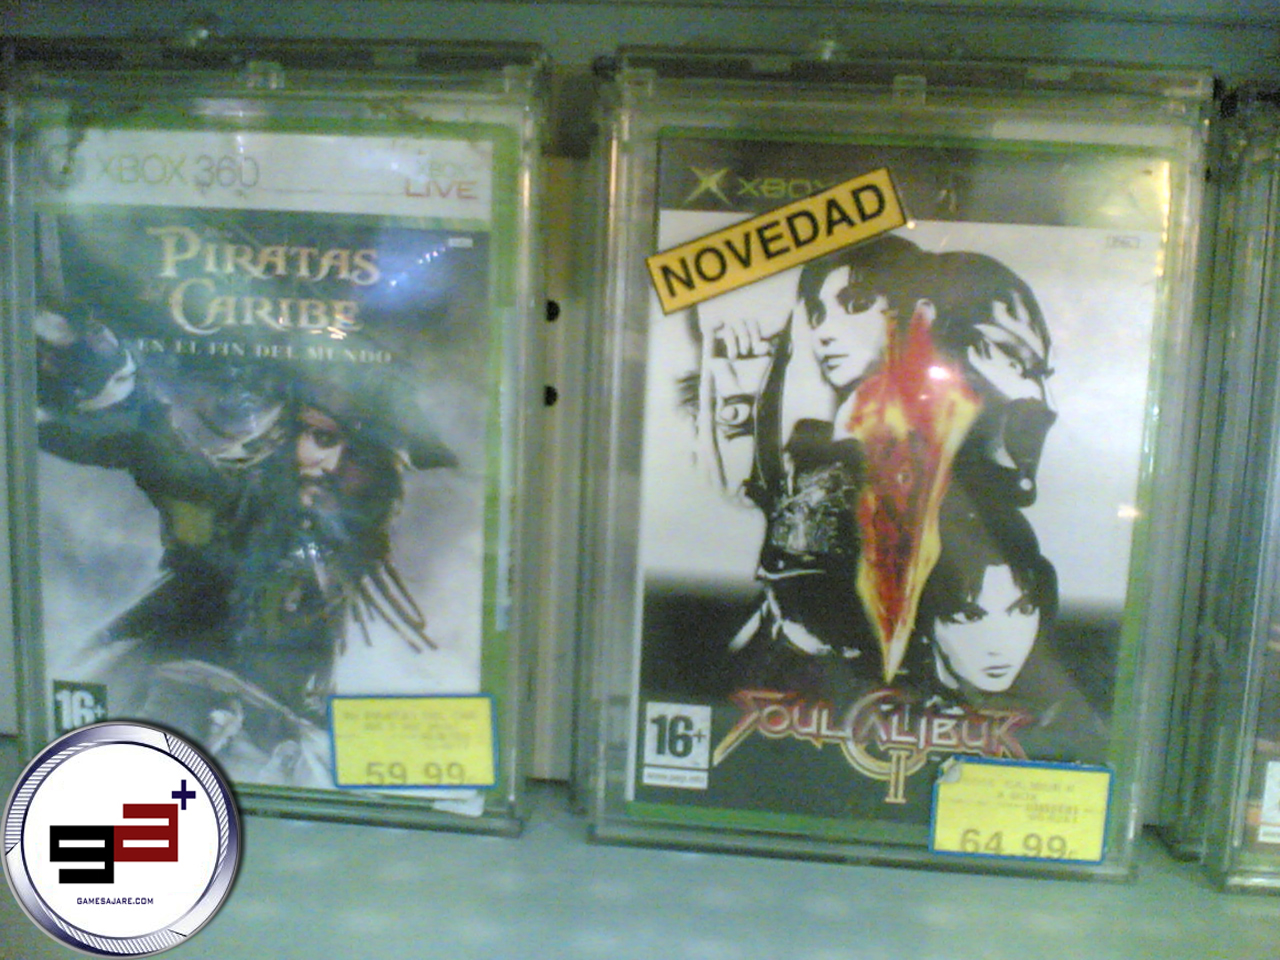 XBOX 360
LIVE
PIRATAS
CARIBE
EN EL FIN DEL MUNDO
16+
59,99
XBOX
NOVEDAD
16+
SOULCALIBUR
II
64,99€
ga+
GAMESAJARE.COM